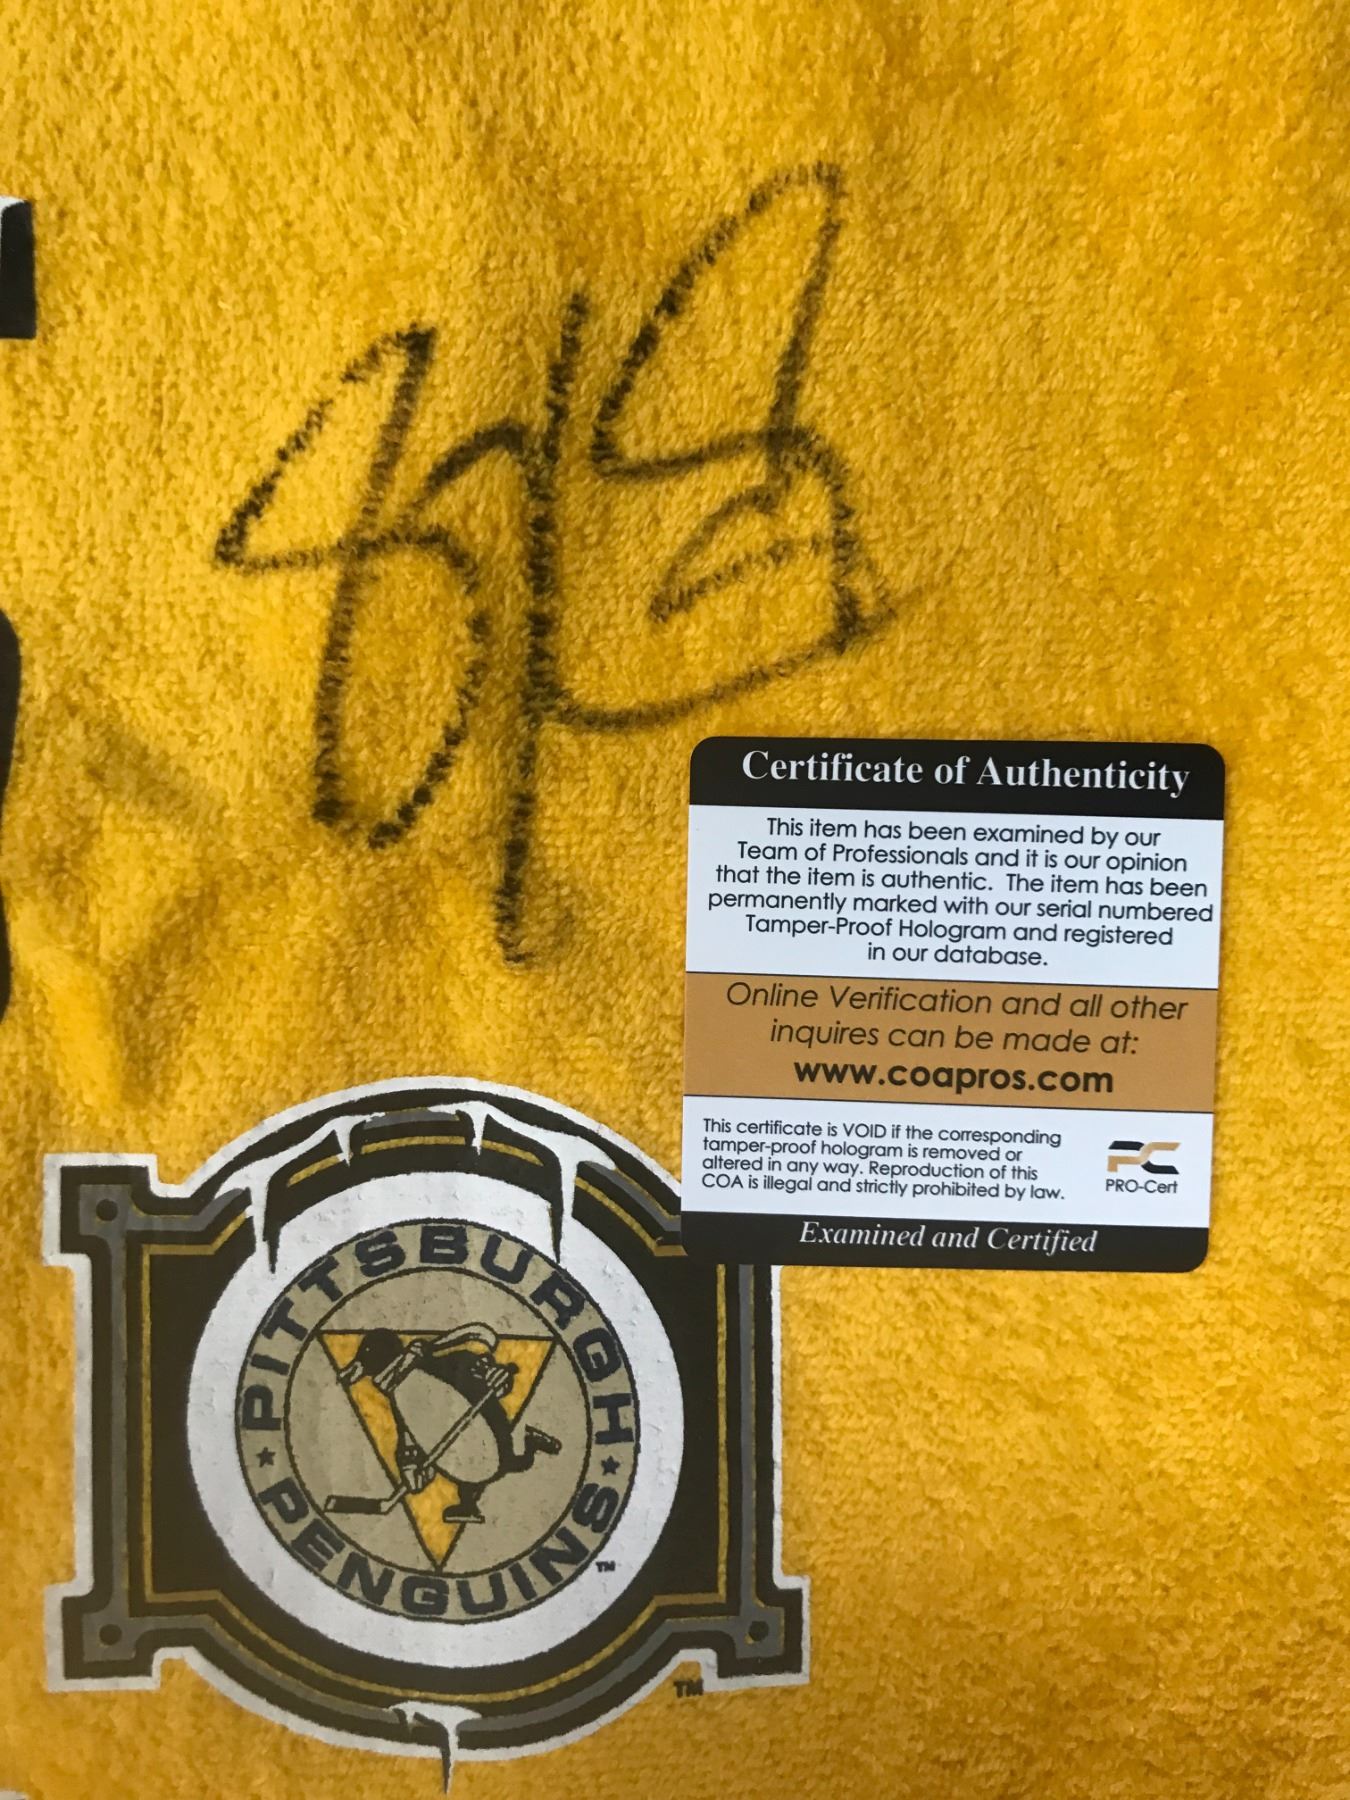 Certificate of Authenticity
This item has been examined by our
Team of Professionals and it is our opinion
that the item is authentic. The item has been
permanently marked with our serial numbered
Tamper-Proof Hologram and registered
in our database.
Online Verification and all other
inquires can be made at:
www.coapros.com
This certificate is VOID if the corresponding
tamper-proof hologram is removed or
altered in any way. Reproduction of this
COA is illegal and strictly prohibited by law.
PC
PRO-Cert
Examined and Certified
PITTSBURGH
PENGUINS
TM
TM